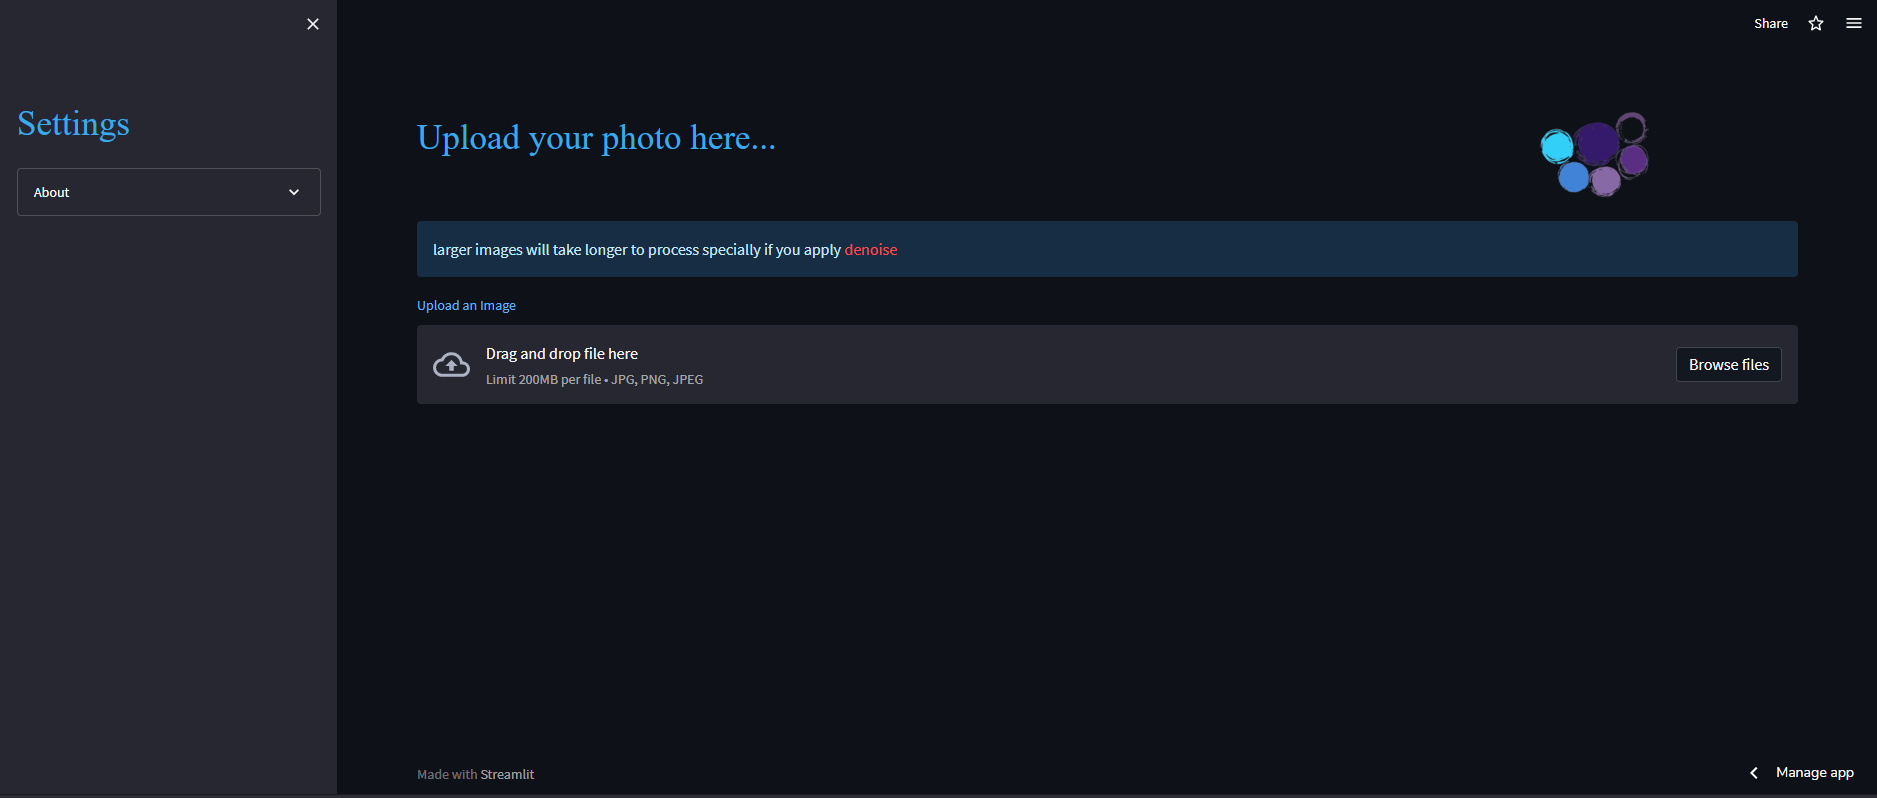 Share
Settings
About
Upload your photo here...
larger images will take longer to process specially if you apply denoise
Upload an Image
Drag and drop file here
Limit 200MB per file • JPG, PNG, JPEG
Browse files
Made with Streamlit
Manage app